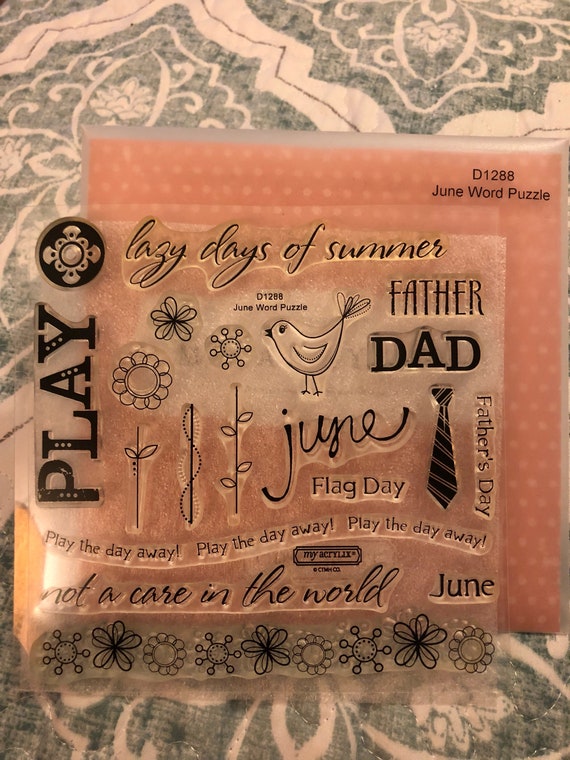 D1288
June Word Puzzle
lazy days of summer
D1288
June Word Puzzle
FATHER
DAD
PLAY
june
Flag Day
Father's Day
Play the day away! Play the day away! Play the day away!
my acrylix®
© CTMH CO.
not a care in the world
June